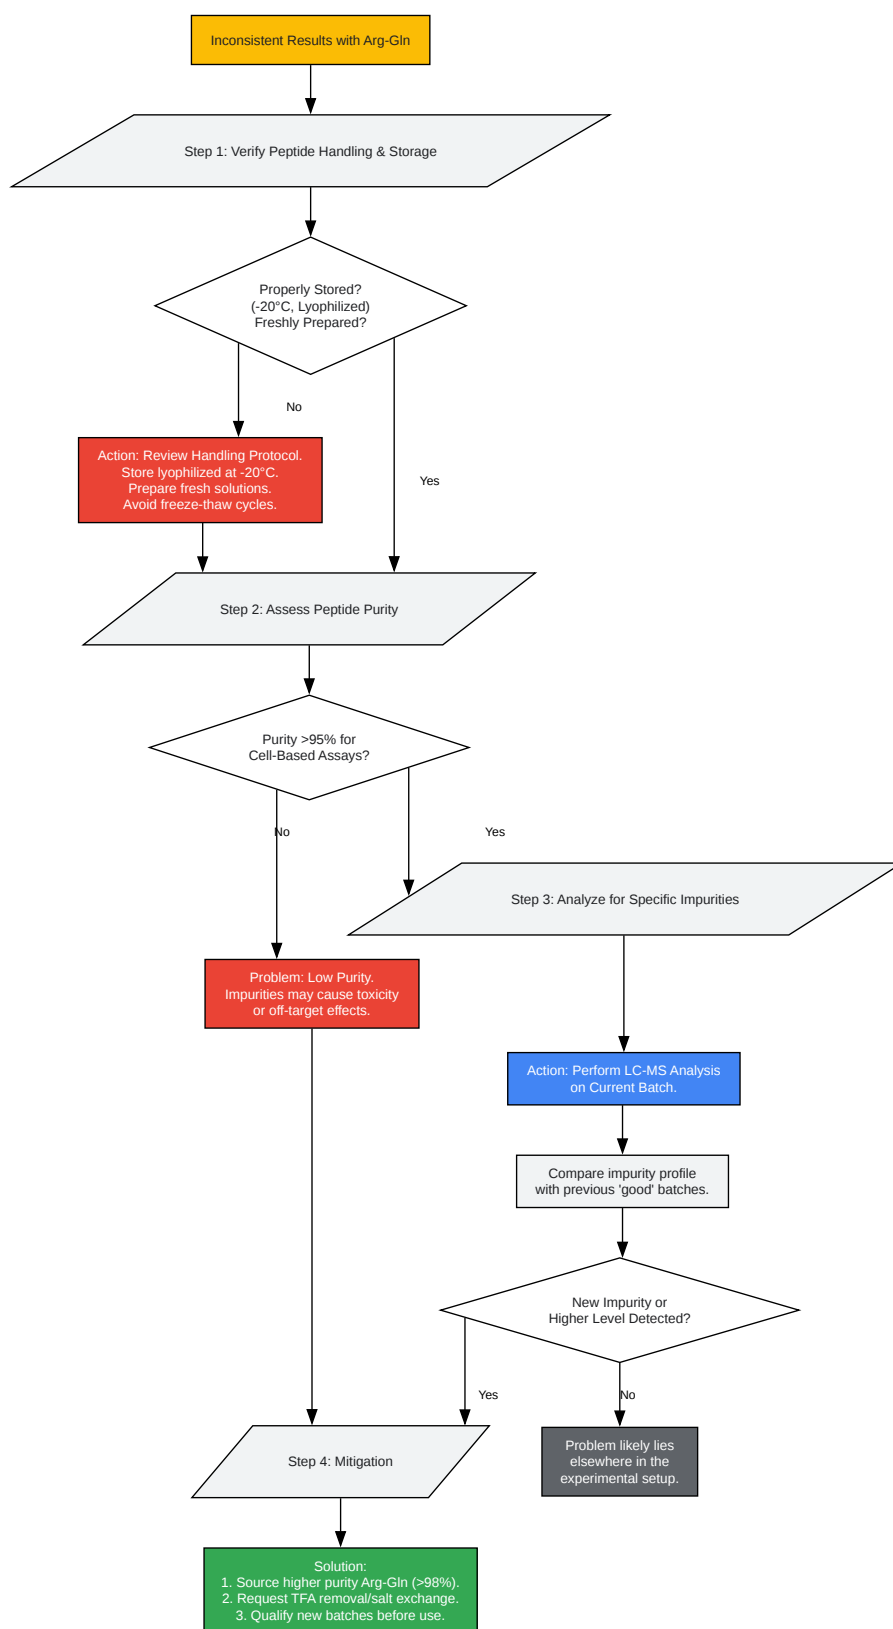 Inconsistent Results with Arg-Gln
Step 1: Verify Peptide Handling & Storage
Properly Stored?
(-20°C, Lyophilized)
Freshly Prepared?
No
Yes
Action: Review Handling Protocol.
Store lyophilized at -20°C.
Prepare fresh solutions.
Avoid freeze-thaw cycles.
Step 2: Assess Peptide Purity
Purity >95% for
Cell-Based Assays?
No
Yes
Step 3: Analyze for Specific Impurities
Problem: Low Purity.
Impurities may cause toxicity
or off-target effects.
Action: Perform LC-MS Analysis
on Current Batch.
Compare impurity profile
with previous 'good' batches.
New Impurity or
Higher Level Detected?
Yes
No
Step 4: Mitigation
Problem likely lies
elsewhere in the
experimental setup.
Solution:
1. Source higher purity Arg-Gln (>98%).
2. Request TFA removal/salt exchange.
3. Qualify new batches before use.